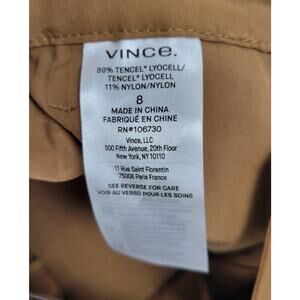 VINCE.
89% TENCEL® LYOCELL/
TENCEL® LYOCELL
11% NYLON/NYLON
8
MADE IN CHINA
FABRIQUÉ EN CHINE
RN#106730
Vince, LLC
500 Fifth Avenue, 20th Floor
New York, NY 10110
11 Rue Saint Florentin
75008 Paris France
SEE REVERSE FOR CARE
VOIR AU VERSO POUR LES SOINS